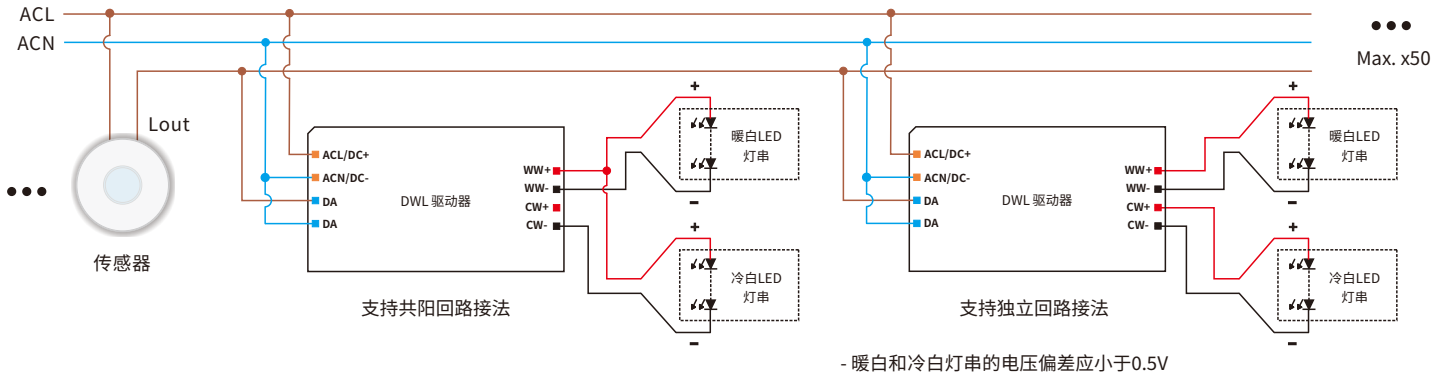 ACL
ACN
●●●
Max. x50
Lout
●●●
传感器
ACL/DC+
ACN/DC-
DA
DA
DWL 驱动器
WW+
WW-
CW+
CW-
+
暖白LED
灯串
-
+
冷白LED
灯串
-
支持共阳回路接法
ACL/DC+
ACN/DC-
DA
DA
DWL 驱动器
WW+
WW-
CW+
CW-
+
暖白LED
灯串
-
+
冷白LED
灯串
-
支持独立回路接法
- 暖白和冷白灯串的电压偏差应小于0.5V